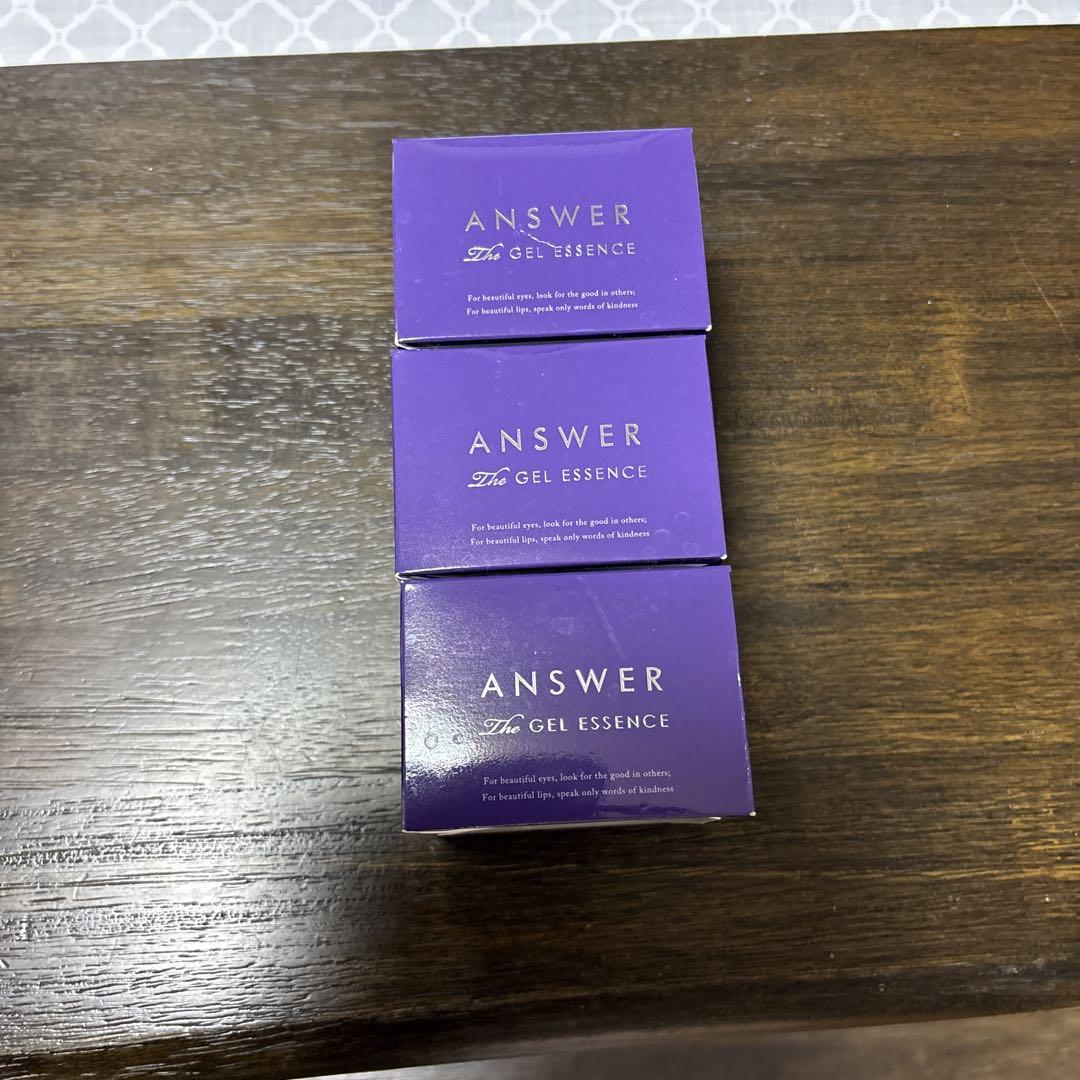 ANSWER
The GEL ESSENCE
For beautiful eyes, look for the good in others;
For beautiful lips, speak only words of kindness
ANSWER
The GEL ESSENCE
For beautiful eyes, look for the good in others;
For beautiful lips, speak only words of kindness
ANSWER
The GEL ESSENCE
For beautiful eyes, look for the good in others;
For beautiful lips, speak only words of kindness